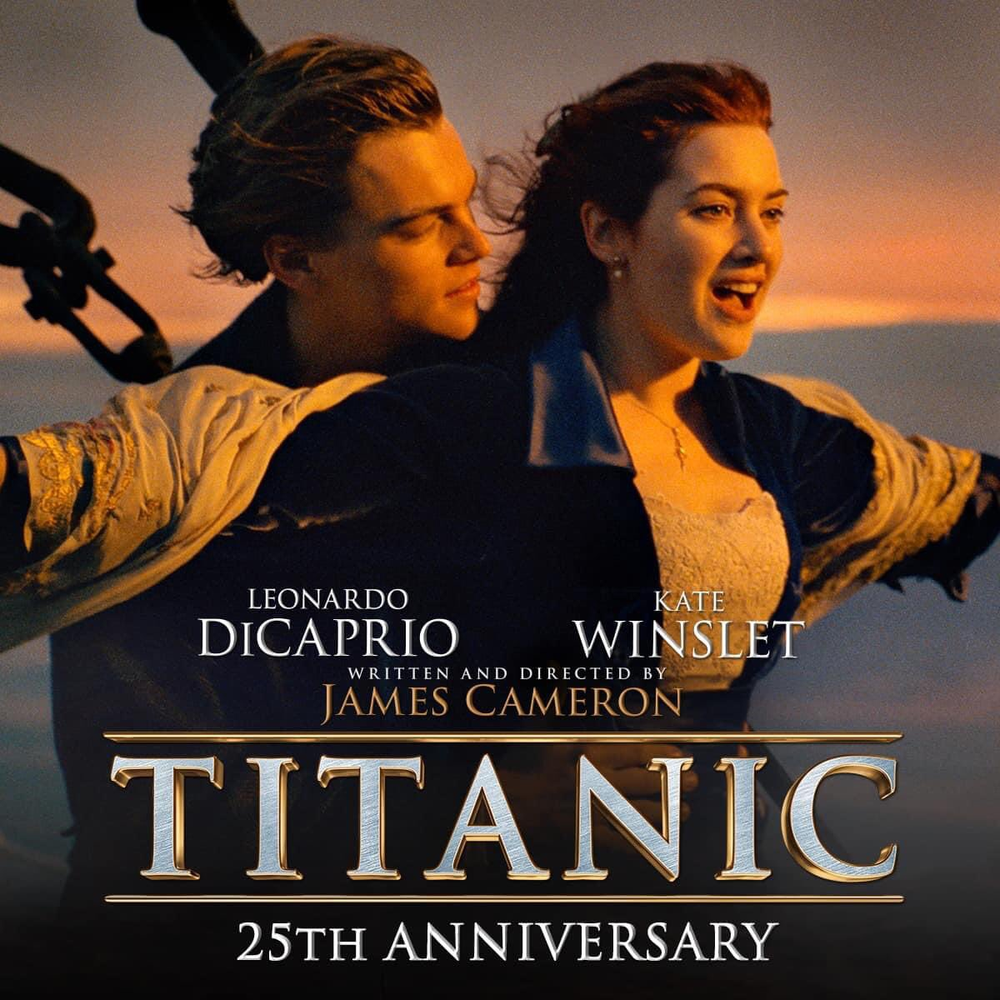 LEONARDO
DiCAPRIO
KATE
WINSLET
WRITTEN AND DIRECTED BY
JAMES CAMERON
TITANIC
25TH ANNIVERSARY